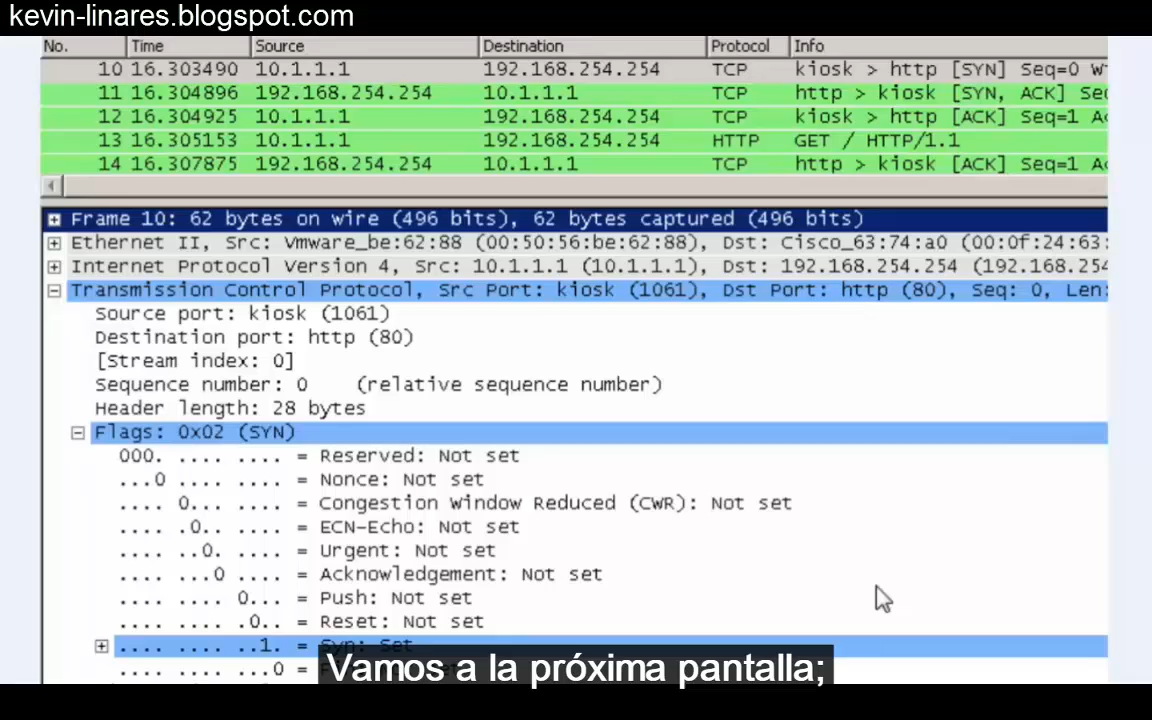 kevin-linares.blogspot.com
No. Time Source Destination Protocol Info
10 16.303490 10.1.1.1 192.168.254.254 TCP kiosk > http [SYN] Seq=0
11 16.304896 192.168.254.254 10.1.1.1 TCP http > kiosk [SYN, ACK]
12 16.304925 10.1.1.1 192.168.254.254 TCP kiosk > http [ACK] Seq=1
13 16.305153 10.1.1.1 192.168.254.254 HTTP GET / HTTP/1.1
14 16.307875 192.168.254.254 10.1.1.1 TCP http > kiosk [ACK] Seq=1
Frame 10: 62 bytes on wire (496 bits), 62 bytes captured (496 bits)
Ethernet II, Src: Vmware_be:62:88 (00:50:56:be:62:88), Dst: Cisco_63:74:a0 (00:0f:24:63:
Internet Protocol Version 4, Src: 10.1.1.1 (10.1.1.1), Dst: 192.168.254.254 (192.168.254
Transmission Control Protocol, Src Port: kiosk (1061), Dst Port: http (80), Seq: 0, Len:
Source port: kiosk (1061)
Destination port: http (80)
[Stream index: 0]
Sequence number: 0 (relative sequence number)
Header length: 28 bytes
Flags: 0x02 (SYN)
000. .... .... = Reserved: Not set
...0 .... .... = Nonce: Not set
.... 0... .... = Congestion Window Reduced (CWR): Not set
.... .0.. .... = ECN-Echo: Not set
.... ..0. .... = Urgent: Not set
.... ...0 .... = Acknowledgement: Not set
.... .... 0... = Push: Not set
.... .... .0.. = Reset: Not set
.... .... ..1. = Syn: Set
.... .... ...0 =
Vamos a la próxima pantalla;